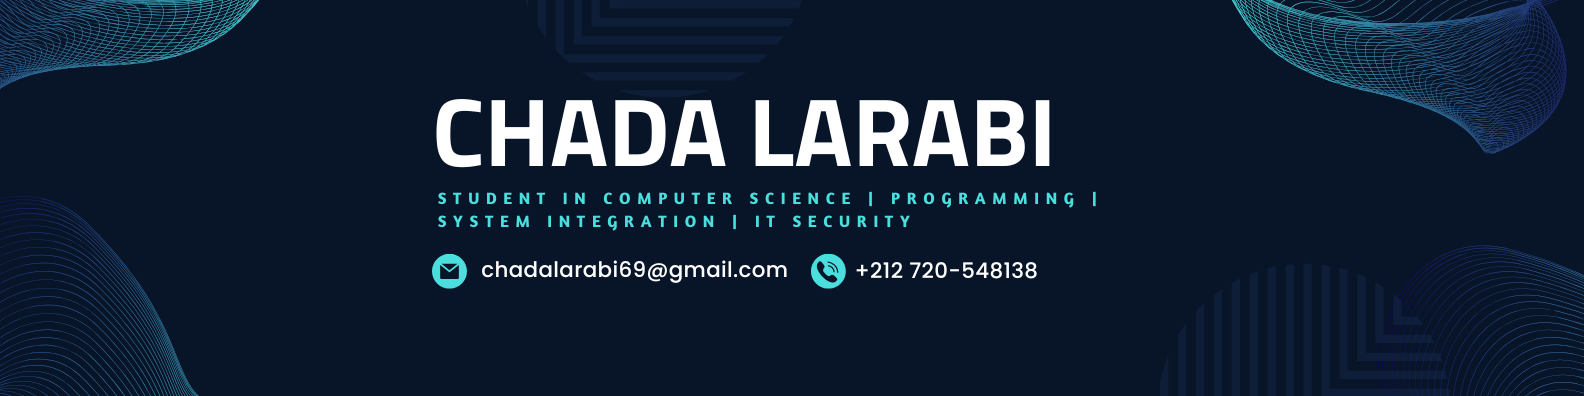 CHADA LARABI
STUDENT IN COMPUTER SCIENCE | PROGRAMMING |
SYSTEM INTEGRATION | IT SECURITY
chadalarabi69@gmail.com +212 720-548138